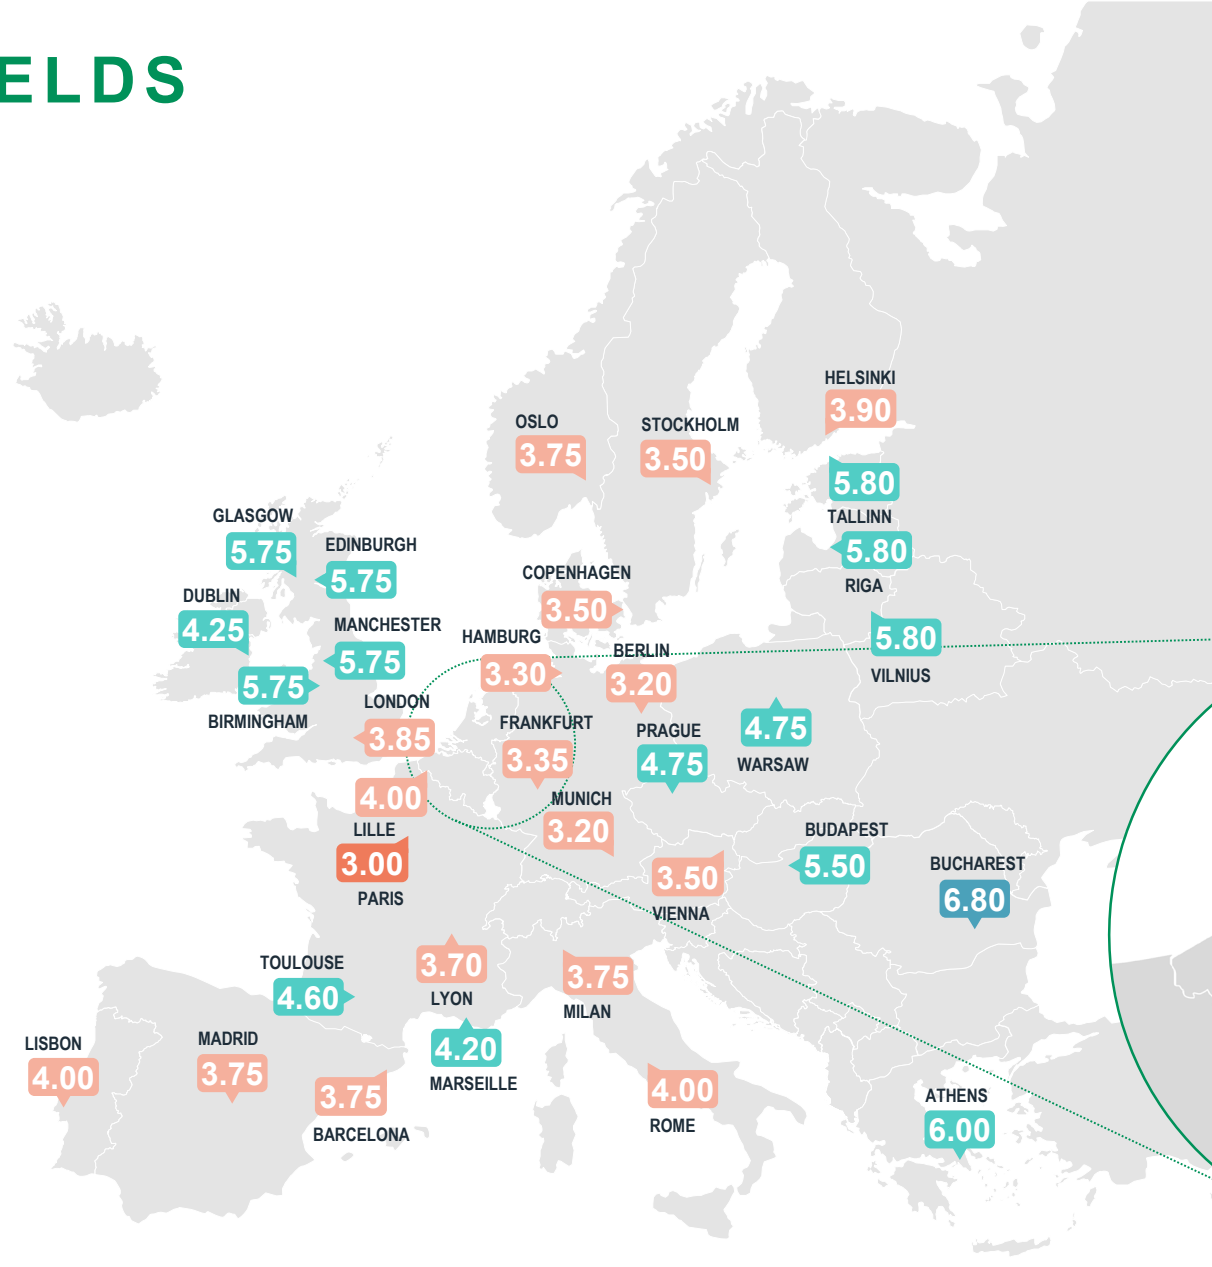 ELDS
HELSINKI
3.90
OSLO
3.75
STOCKHOLM
3.50
5.80
TALLINN
5.80
RIGA
GLASGOW
5.75
EDINBURGH
5.75
COPENHAGEN
3.50
DUBLIN
4.25
MANCHESTER
5.75
HAMBURG
3.30
BERLIN
3.20
5.80
VILNIUS
5.75
BIRMINGHAM
LONDON
3.85
FRANKFURT
3.35
PRAGUE
4.75
4.75
WARSAW
4.00
LILLE
MUNICH
3.20
3.00
PARIS
BUDAPEST
5.50
BUCHAREST
6.80
3.50
VIENNA
TOULOUSE
4.60
3.70
LYON
3.75
MILAN
LISBON
4.00
MADRID
3.75
4.20
MARSEILLE
3.75
BARCELONA
4.00
ROME
ATHENS
6.00